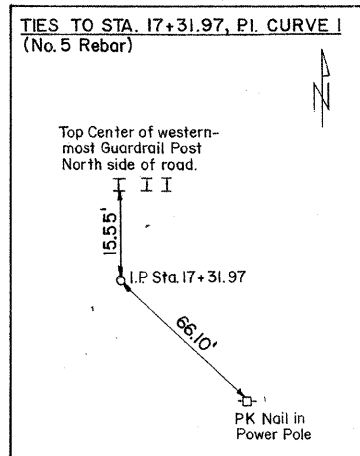 TIES TO STA. 17+31.97, P.I. CURVE 1
(No. 5 Rebar)
N
Top Center of western-
most Guardrail Post
North side of road.
15.55'
I.P. Sta. 17+31.97
66.10'
PK Nail in
Power Pole